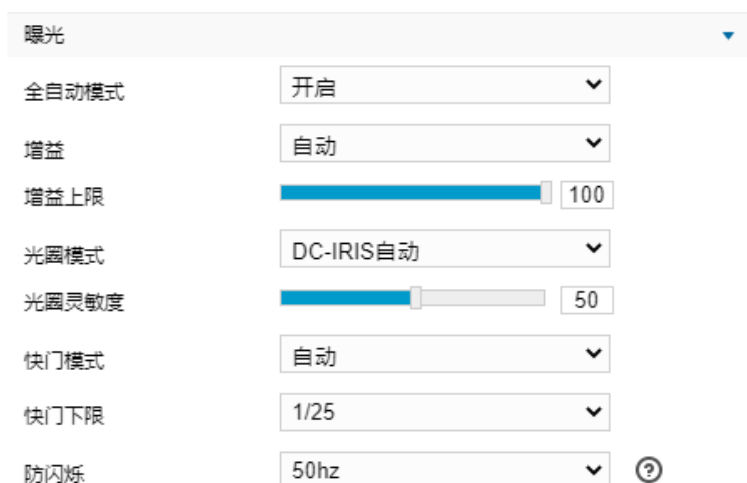 曝光
全自动模式 开启
增益 自动
增益上限 100
光圈模式 DC-IRIS自动
光圈灵敏度 50
快门模式 自动
快门下限 1/25
防闪烁 50hz